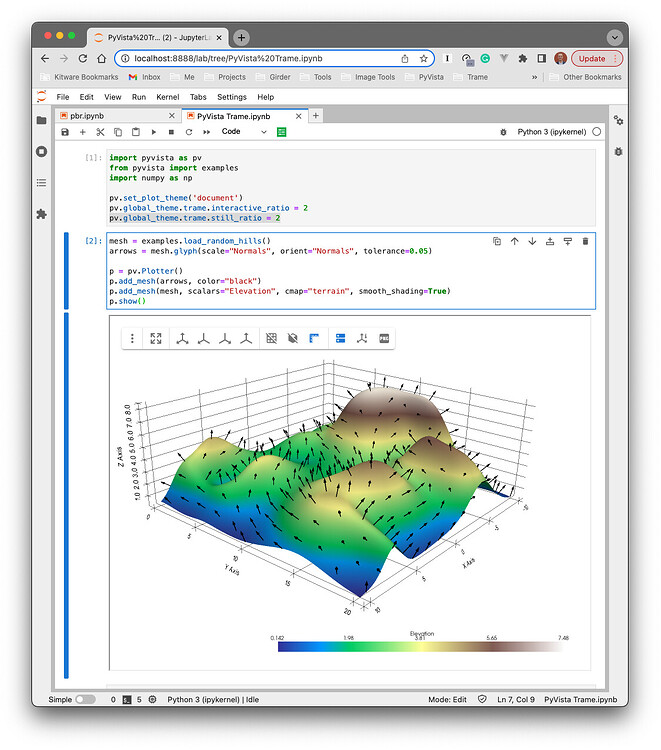 PyVista%20Tr... (2) - JupyterLa
localhost:8888/lab/tree/PyVista%20Trame.ipynb
Update
Kitware Bookmarks
Inbox
Me
Projects
Girder
Tools
Image Tools
PyVista
Trame
»
Other Bookmarks
File Edit View Run Kernel Tabs Settings Help
pbr.ipynb
PyVista Trame.ipynb
Code
Python 3 (ipykernel)
[1]:
import pyvista as pv
from pyvista import examples
import numpy as np
pv.set_plot_theme('document')
pv.global_theme.trame.interactive_ratio = 2
pv.global_theme.trame.still_ratio = 2
[2]:
mesh = examples.load_random_hills()
arrows = mesh.glyph(scale="Normals", orient="Normals", tolerance=0.05)
p = pv.Plotter()
p.add_mesh(arrows, color="black")
p.add_mesh(mesh, scalars="Elevation", cmap="terrain", smooth_shading=True)
p.show()
PNG
Z Axis
1.0 2.0 3.0 4.0 5.0 6.0 7.0 8.0
0
5
10
15
20
Y Axis
10
5
0
-5
X Axis
Elevation
0.142 1.98 3.81 5.65 7.48
Simple
0
5
Python 3 (ipykernel) | Idle
Mode: Edit
Ln 7, Col 9
PyVista Trame.ipynb